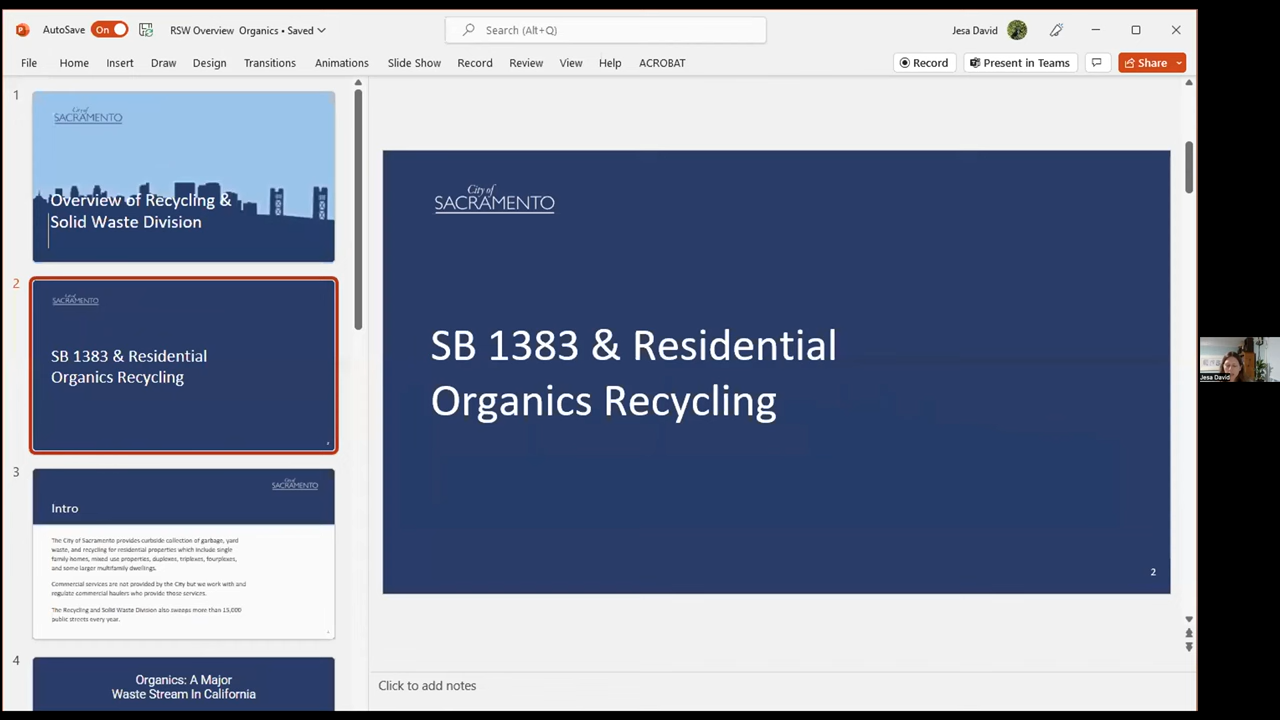 AutoSave On RSW Overview Organics • Saved Search (Alt+Q) Jesa David
File Home Insert Draw Design Transitions Animations Slide Show Record Review View Help ACROBAT Record Present in Teams Share
1
City of
SACRAMENTO
Overview of Recycling &
Solid Waste Division
2
City of
SACRAMENTO
SB 1383 & Residential
Organics Recycling
3
City of
SACRAMENTO
Intro
The City of Sacramento provides curbside collection of garbage, yard
waste, and recycling for residential properties which include single
family homes, mixed use properties, duplexes, triplexes, fourplexes,
and some larger multifamily dwellings.
Commercial services are not provided by the City but we work with and
regulate commercial haulers who provide those services.
The Recycling and Solid Waste Division also sweeps more than 13,000
public streets every year.
4
Organics: A Major
Waste Stream In California
City of
SACRAMENTO
SB 1383 & Residential
Organics Recycling
2
Click to add notes
Jesa David